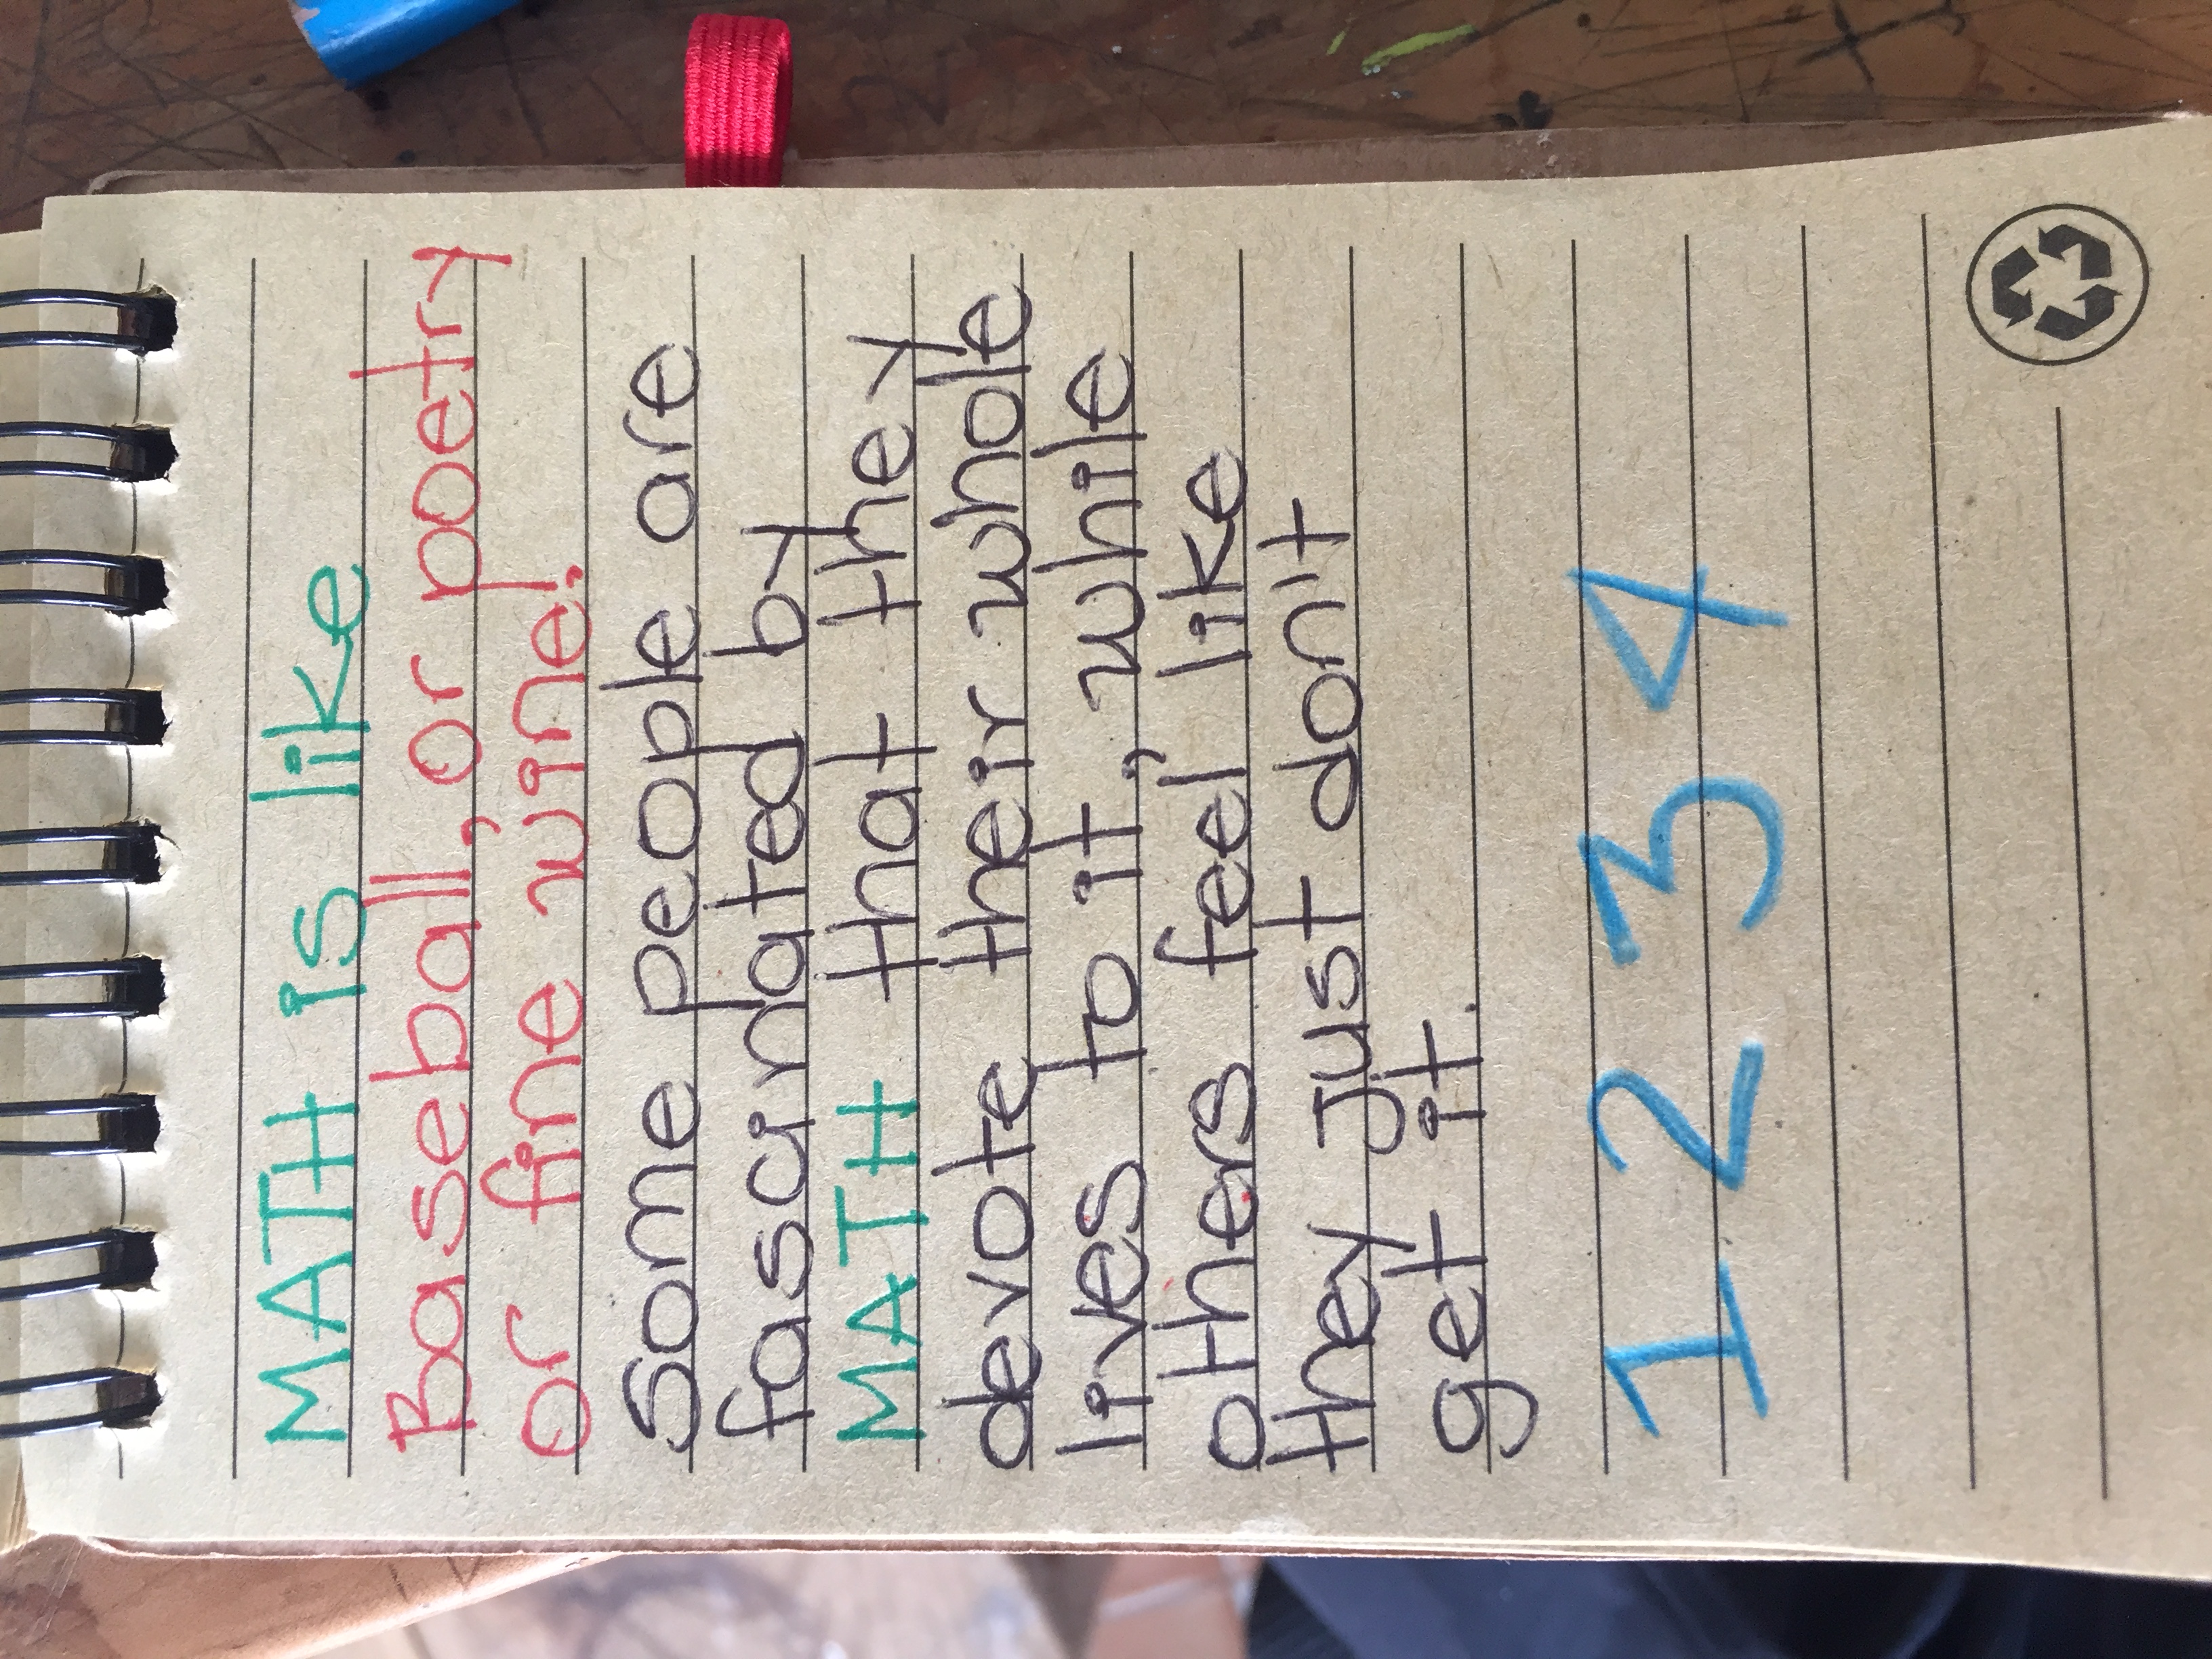 MATH is like
Baseball, or poetry
or fine wine!
Some people are
fascinated by
MATH that they
devote their whole
lives to it, while
others feel like
they just don't
get it.
1 2 3 4